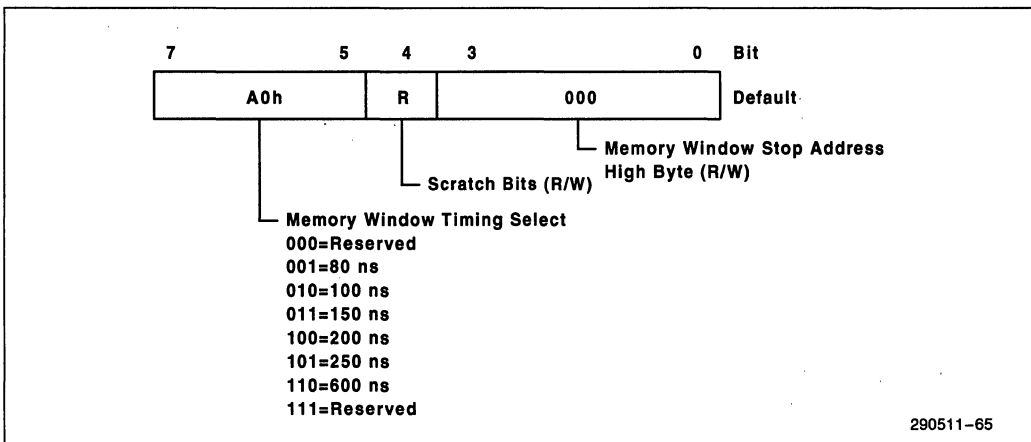 7 5 4 3 0 Bit
A0h R 000 Default
Memory Window Stop Address
High Byte (R/W)
Scratch Bits (R/W)
Memory Window Timing Select
000=Reserved
001=80 ns
010=100 ns
011=150 ns
100=200 ns
101=250 ns
110=600 ns
111=Reserved
290511-65